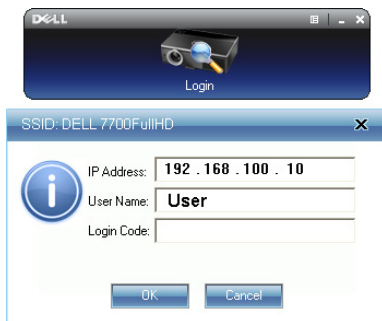 DELL
Login
SSID: DELL 7700FullHD
IP Address: 192 . 168 . 100 . 10
User Name: User
Login Code:
OK Cancel